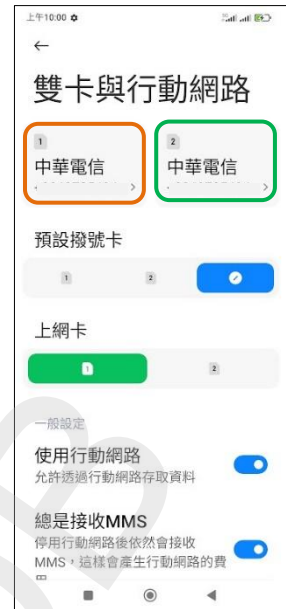 上午10:00
雙卡與行動網路
1
中華電信
2
中華電信
預設撥號卡
1
2
上網卡
1
2
一般設定
使用行動網路
允許透過行動網路存取資料
總是接收MMS
停用行動網路後依然會接收
MMS,這樣會產生行動網路的費